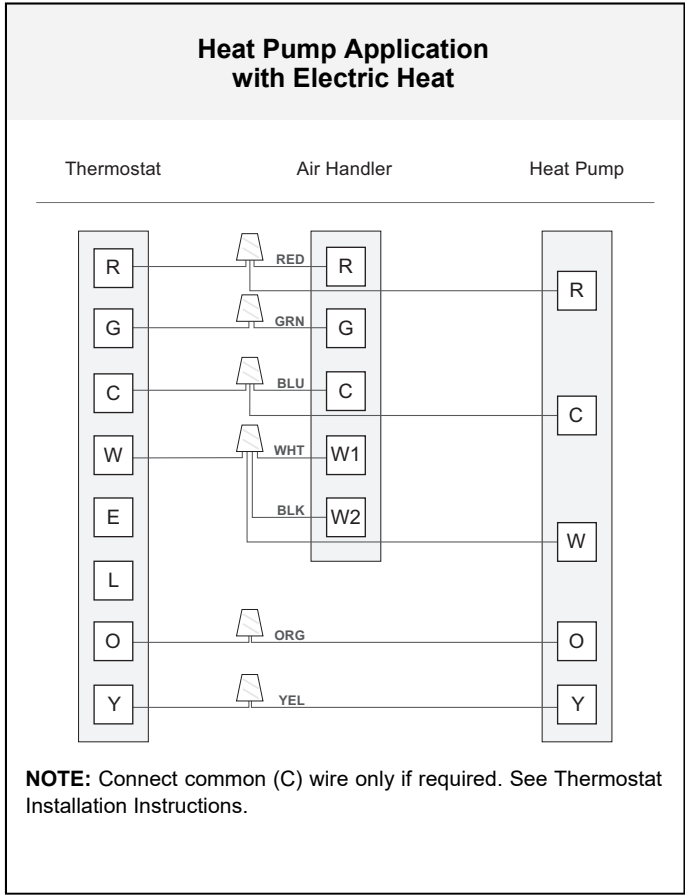 Heat Pump Application
with Electric Heat
Thermostat Air Handler Heat Pump
R RED R
R
G GRN G
C BLU C
C
W WHT W1
E BLK W2
W
L
O ORG O
Y YEL Y
NOTE: Connect common (C) wire only if required. See Thermostat
Installation Instructions.